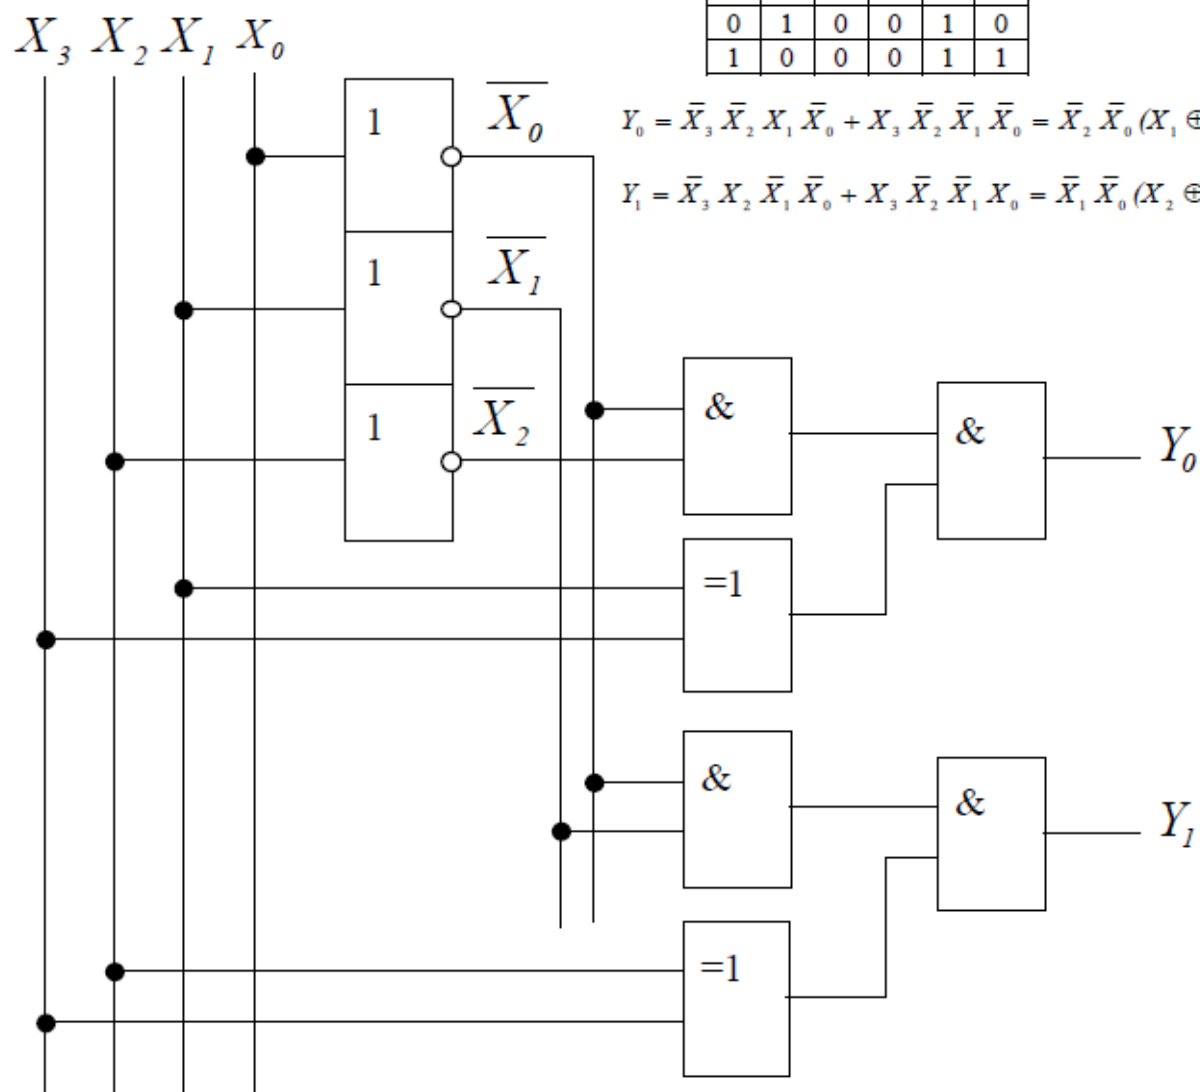 X₃ X₂ X₁ X₀
0 1 0 0 1 0
1 0 0 0 1 1
Y₀ = X̄₃ X̄₂ X₁ X̄₀ + X₃ X̄₂ X̄₁ X̄₀ = X̄₂ X̄₀ (X₁ ⊕
Y₁ = X̄₃ X₂ X̄₁ X̄₀ + X₃ X̄₂ X̄₁ X₀ = X̄₁ X̄₀ (X₂ ⊕
1
X̄₀
1
X̄₁
1
X̄₂
&
&
Y₀
=1
&
&
Y₁
=1